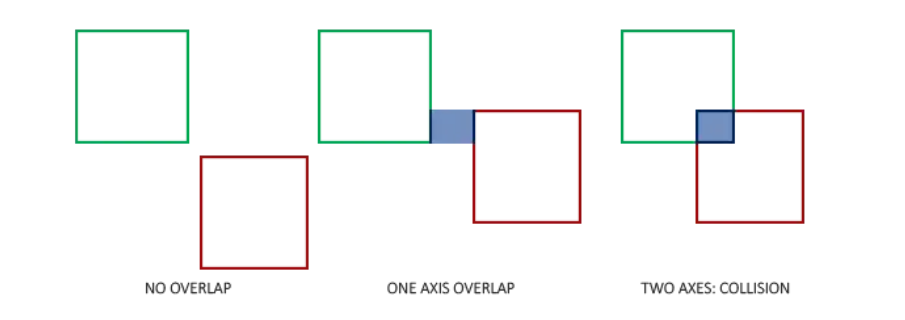 NO OVERLAP
ONE AXIS OVERLAP
TWO AXES: COLLISION